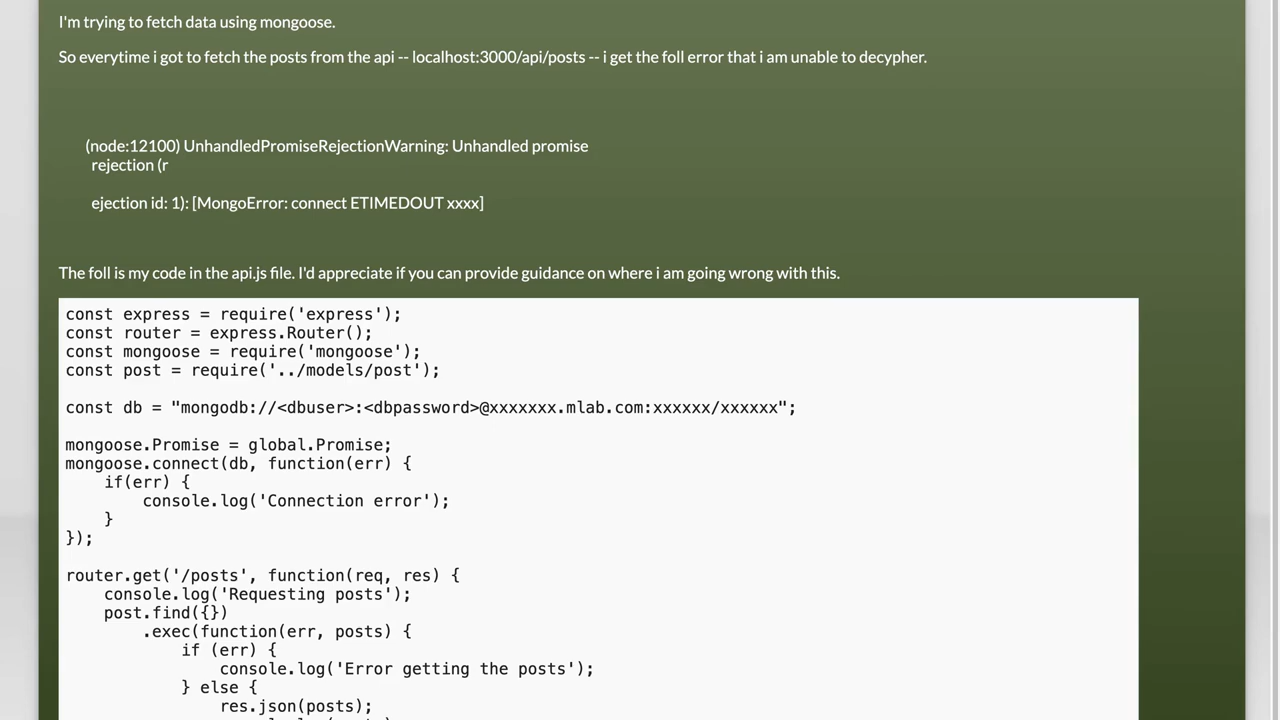 I'm trying to fetch data using mongoose.
So everytime i got to fetch the posts from the api -- localhost:3000/api/posts -- i get the foll error that i am unable to decypher.
(node:12100) UnhandledPromiseRejectionWarning: Unhandled promise
rejection (r
ejection id: 1): [MongoError: connect ETIMEDOUT xxxx]
The foll is my code in the api.js file. I'd appreciate if you can provide guidance on where i am going wrong with this.
const express = require('express');
const router = express.Router();
const mongoose = require('mongoose');
const post = require('../models/post');
const db = "mongodb://<dbuser>:<dbpassword>@xxxxxxx.mlab.com:xxxxxx/xxxxxx";
mongoose.Promise = global.Promise;
mongoose.connect(db, function(err) {
if(err) {
console.log('Connection error');
}
});
router.get('/posts', function(req, res) {
console.log('Requesting posts');
post.find({})
.exec(function(err, posts) {
if (err) {
console.log('Error getting the posts');
} else {
res.json(posts);